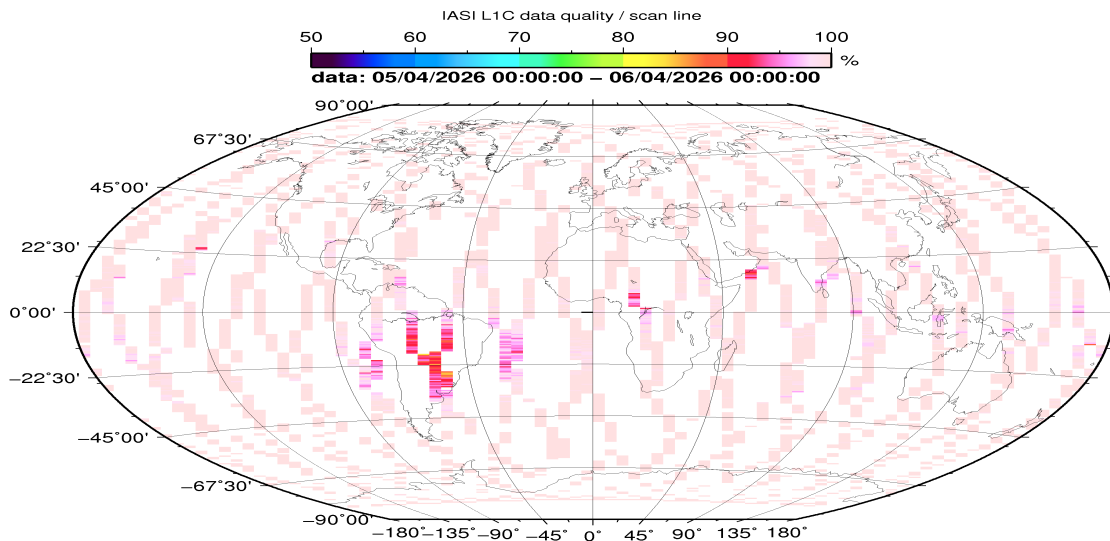 IASI L1C data quality / scan line
50 60 70 80 90 100
%
data: 05/04/2026 00:00:00 – 06/04/2026 00:00:00
90°00'
67°30'
45°00'
22°30'
0°00'
−22°30'
−45°00'
−67°30'
−90°00'
−180°−135° −90° −45° 0° 45° 90° 135° 180°